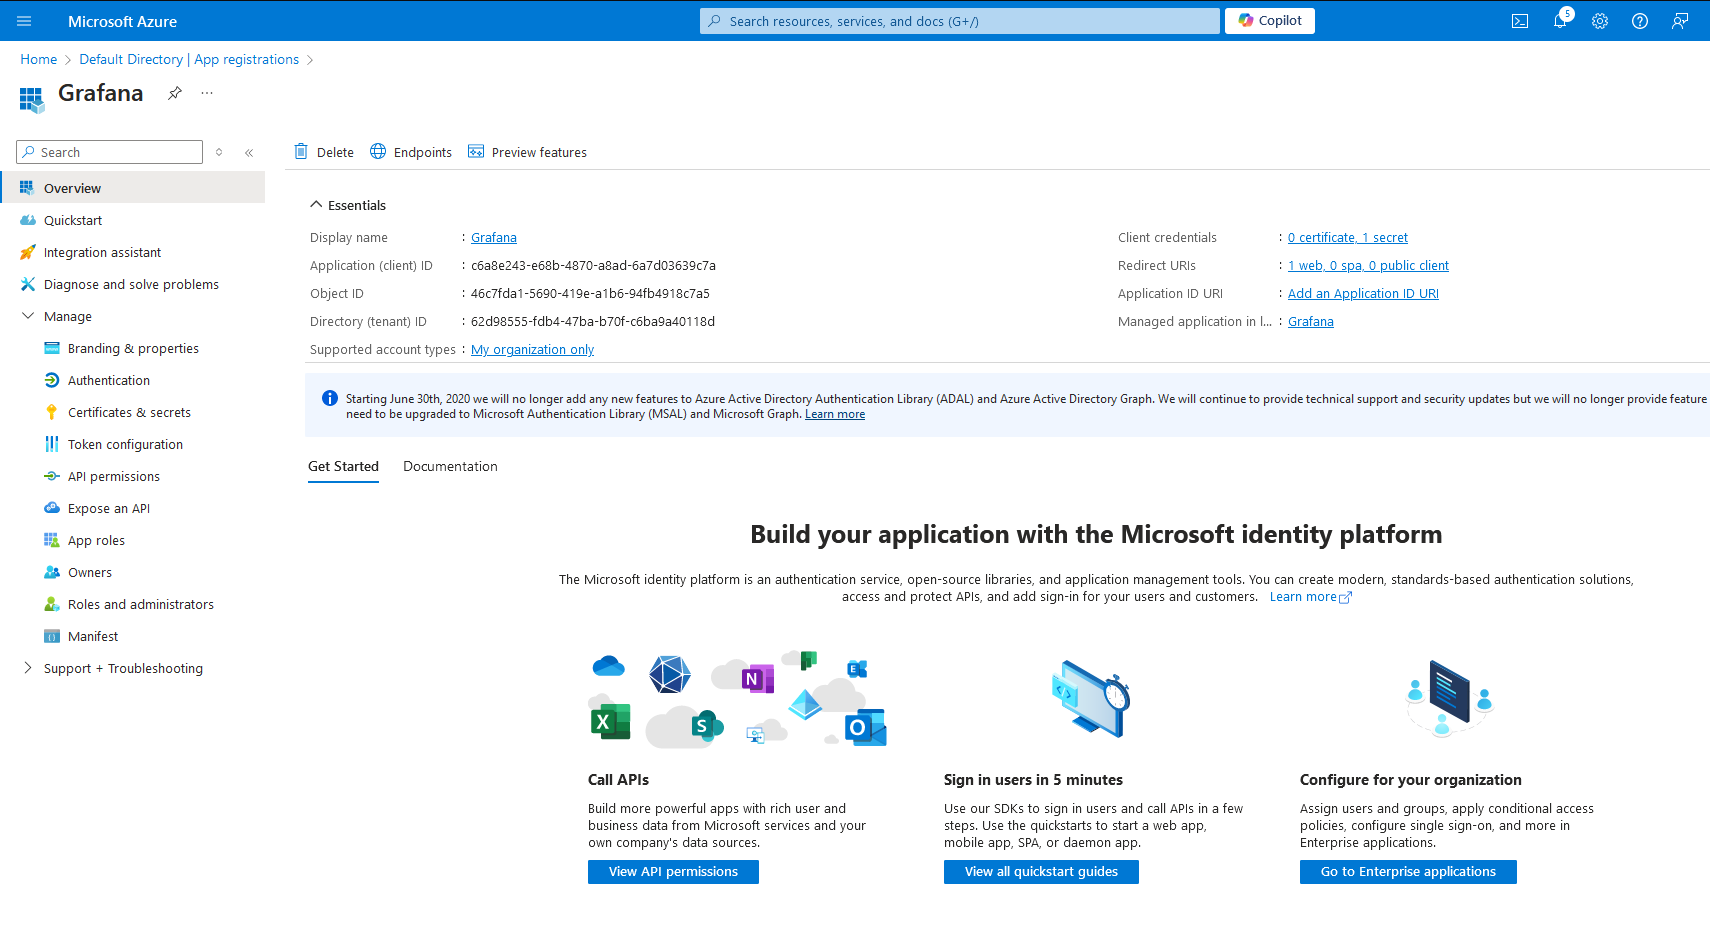 Microsoft Azure
Search resources, services, and docs (G+/)
Copilot
5
Home
Default Directory | App registrations
Grafana
Search
Overview
Quickstart
Integration assistant
Diagnose and solve problems
Manage
Branding & properties
Authentication
Certificates & secrets
Token configuration
API permissions
Expose an API
App roles
Owners
Roles and administrators
Manifest
Support + Troubleshooting
Delete
Endpoints
Preview features
Essentials
Display name : Grafana
Application (client) ID : c6a8e243-e68b-4870-a8ad-6a7d03639c7a
Object ID : 46c7fda1-5690-419e-a1b6-94fb4918c7a5
Directory (tenant) ID : 62d98555-fdb4-47ba-b70f-c6ba9a40118d
Supported account types : My organization only
Client credentials : 0 certificate, 1 secret
Redirect URIs : 1 web, 0 spa, 0 public client
Application ID URI : Add an Application ID URI
Managed application in l... : Grafana
Starting June 30th, 2020 we will no longer add any new features to Azure Active Directory Authentication Library (ADAL) and Azure Active Directory Graph. We will continue to provide technical support and security updates but we will no longer provide feature
need to be upgraded to Microsoft Authentication Library (MSAL) and Microsoft Graph. Learn more
Get Started
Documentation
Build your application with the Microsoft identity platform
The Microsoft identity platform is an authentication service, open-source libraries, and application management tools. You can create modern, standards-based authentication solutions,
access and protect APIs, and add sign-in for your users and customers. Learn more
N
E
X
S
O
Call APIs
Build more powerful apps with rich user and
business data from Microsoft services and your
own company's data sources.
View API permissions
Sign in users in 5 minutes
Use our SDKs to sign in users and call APIs in a few
steps. Use the quickstarts to start a web app,
mobile app, SPA, or daemon app.
View all quickstart guides
Configure for your organization
Assign users and groups, apply conditional access
policies, configure single sign-on, and more in
Enterprise applications.
Go to Enterprise applications